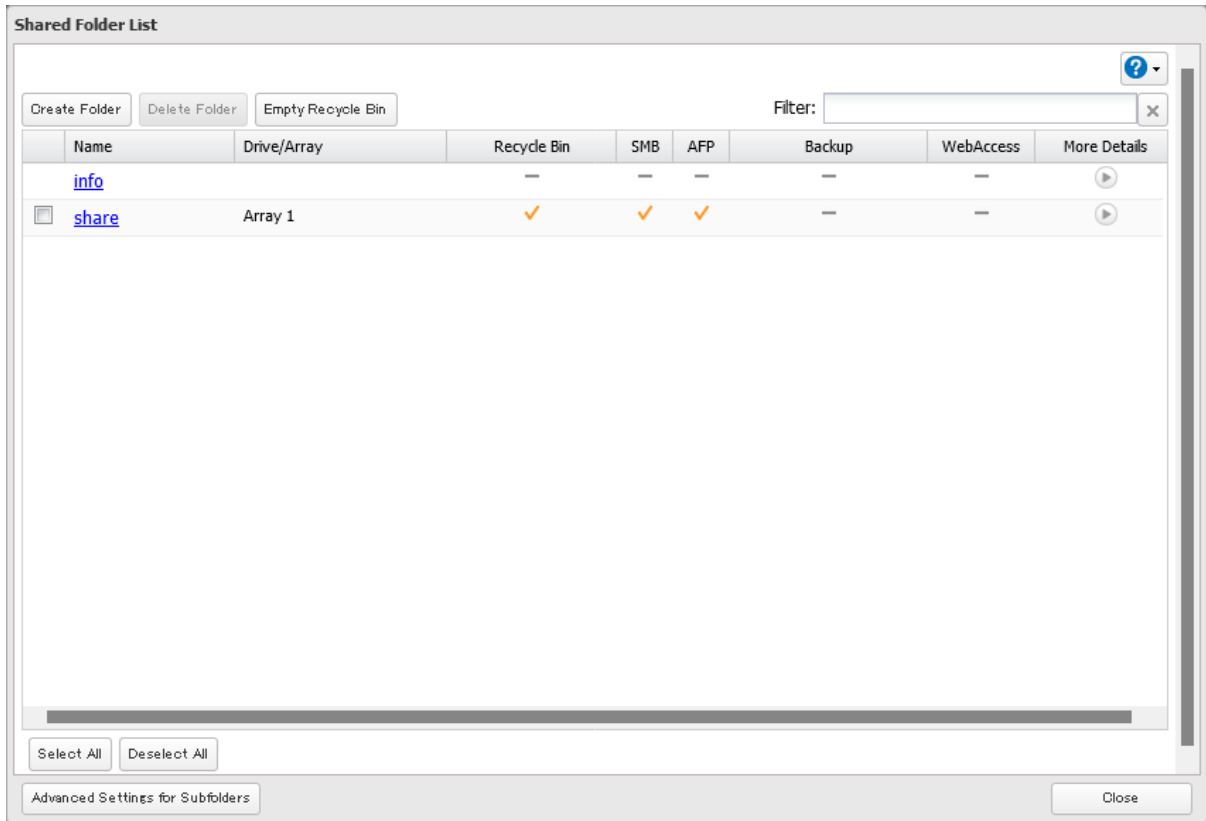 Shared Folder List
?
Create Folder Delete Folder Empty Recycle Bin Filter:
Name Drive/Array Recycle Bin SMB AFP Backup WebAccess More Details
info — — — — —
share Array 1 ✓ ✓ ✓ — —
Select All Deselect All
Advanced Settings for Subfolders Close